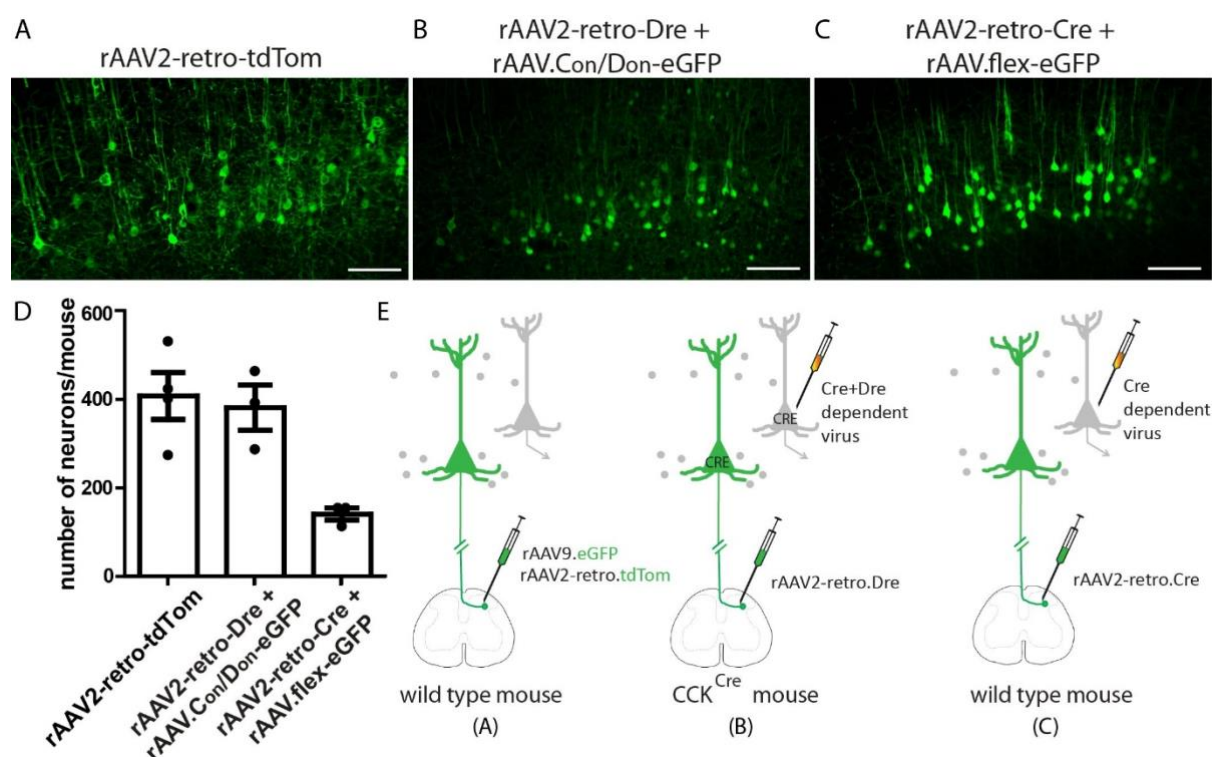 A
rAAV2-retro-tdTom
B
rAAV2-retro-Dre +
rAAV.Con/Don-eGFP
C
rAAV2-retro-Cre +
rAAV.flex-eGFP
D
number of neurons/mouse
600
400
200
0
rAAV2-retro-tdTom
rAAV2-retro-Dre +
rAAV.Con/Don-eGFP
rAAV2-retro-Cre +
rAAV.flex-eGFP
E
rAAV9.eGFP
rAAV2-retro.tdTom
wild type mouse
(A)
CRE
CRE
Cre+Dre
dependent
virus
rAAV2-retro.Dre
CCK Cre mouse
(B)
Cre
dependent
virus
rAAV2-retro.Cre
wild type mouse
(C)